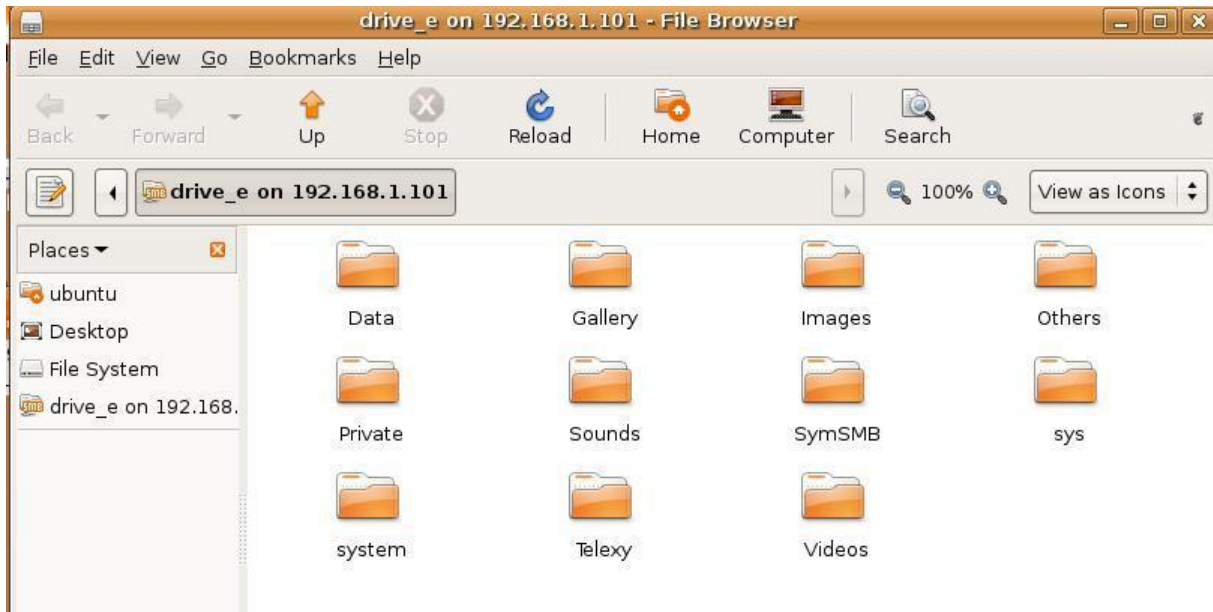 drive_e on 192.168.1.101 - File Browser
File Edit View Go Bookmarks Help
Back Forward Up Stop Reload Home Computer Search
SMB drive_e on 192.168.1.101 100% View as Icons
Places
ubuntu
Desktop
File System
SMB drive_e on 192.168.
Data Gallery Images Others
Private Sounds SymSMB sys
system Telexy Videos